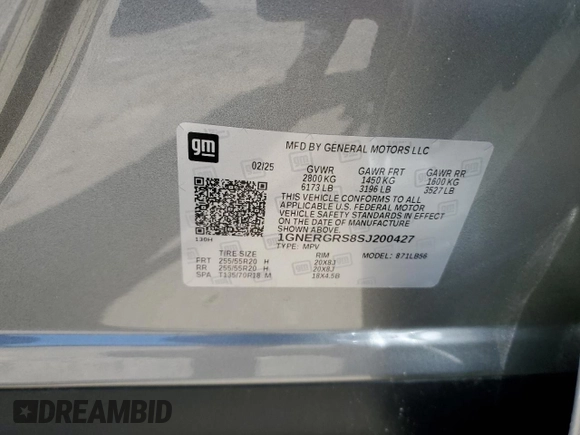 gm
MFD BY GENERAL MOTORS LLC
02/25 GVWR GAWR FRT GAWR RR
2800 KG 1450 KG 1600 KG
6173 LB 3196 LB 3527 LB
THIS VEHICLE CONFORMS TO ALL
APPLICABLE U.S. FEDERAL MOTOR
VEHICLE SAFETY STANDARDS IN EFFECT
ON THE DATE OF MANUFACTURE
SHOWN ABOVE.
1GNERGRS8SJ200427
TYPE: MPV MODEL: 871LB56
TIRE SIZE RIM
FRT 255/55R20 H 20X8J
RR 255/55R20 H 20X8J
SPA T135/70R18 M 18X4.5B
DREAMBID